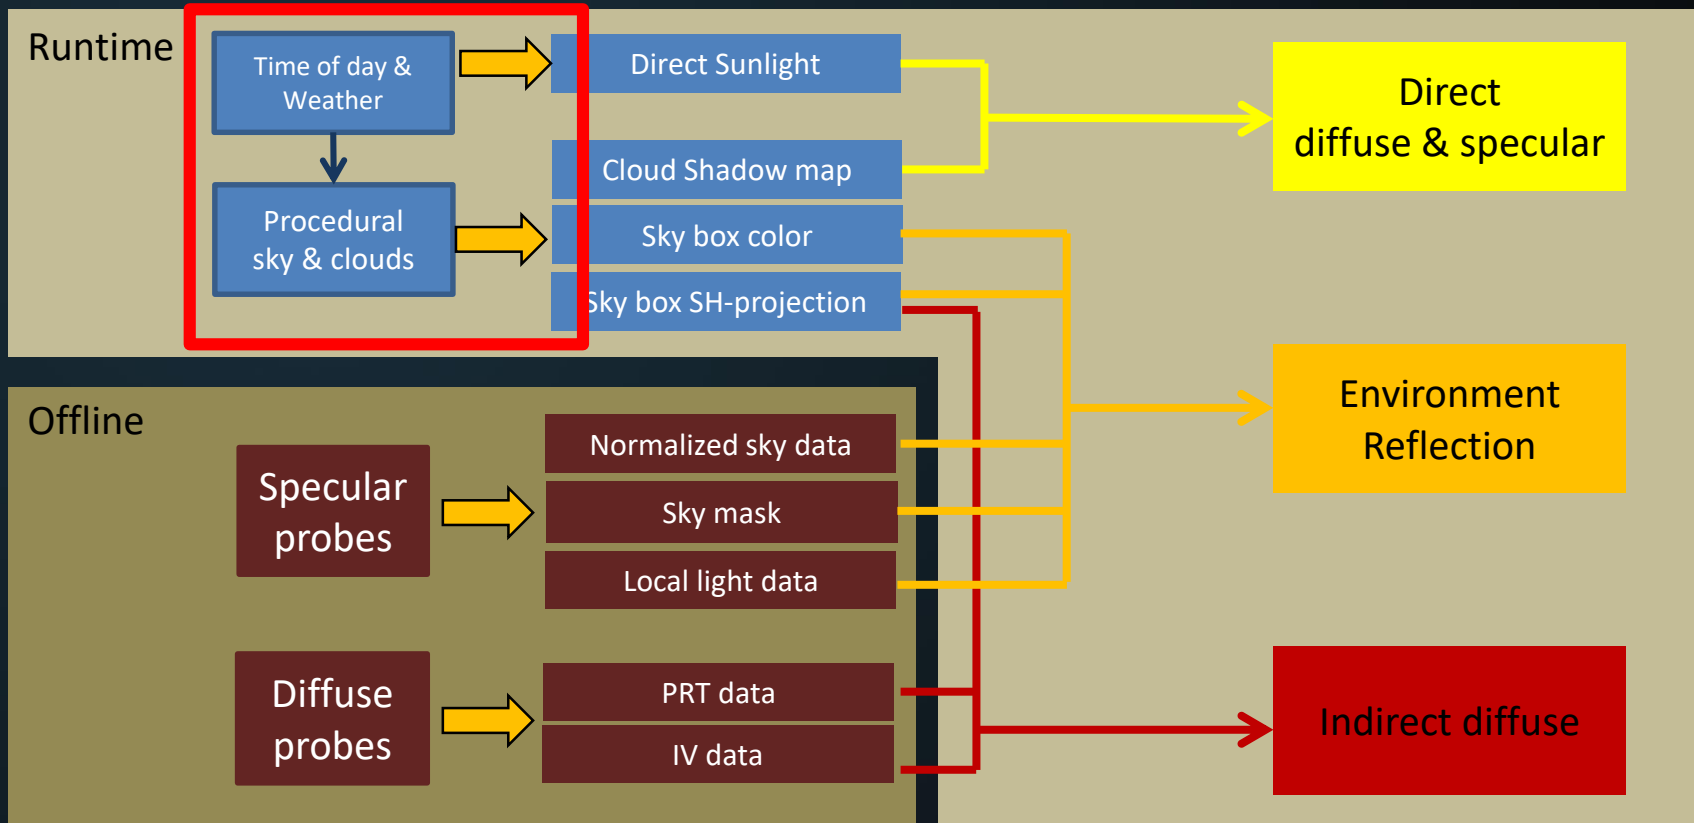 Runtime
Time of day &
Weather
Direct Sunlight
Cloud Shadow map
Procedural
sky & clouds
Sky box color
Sky box SH-projection
Direct
diffuse & specular
Environment
Reflection
Offline
Specular
probes
Normalized sky data
Sky mask
Local light data
Diffuse
probes
PRT data
IV data
Indirect diffuse